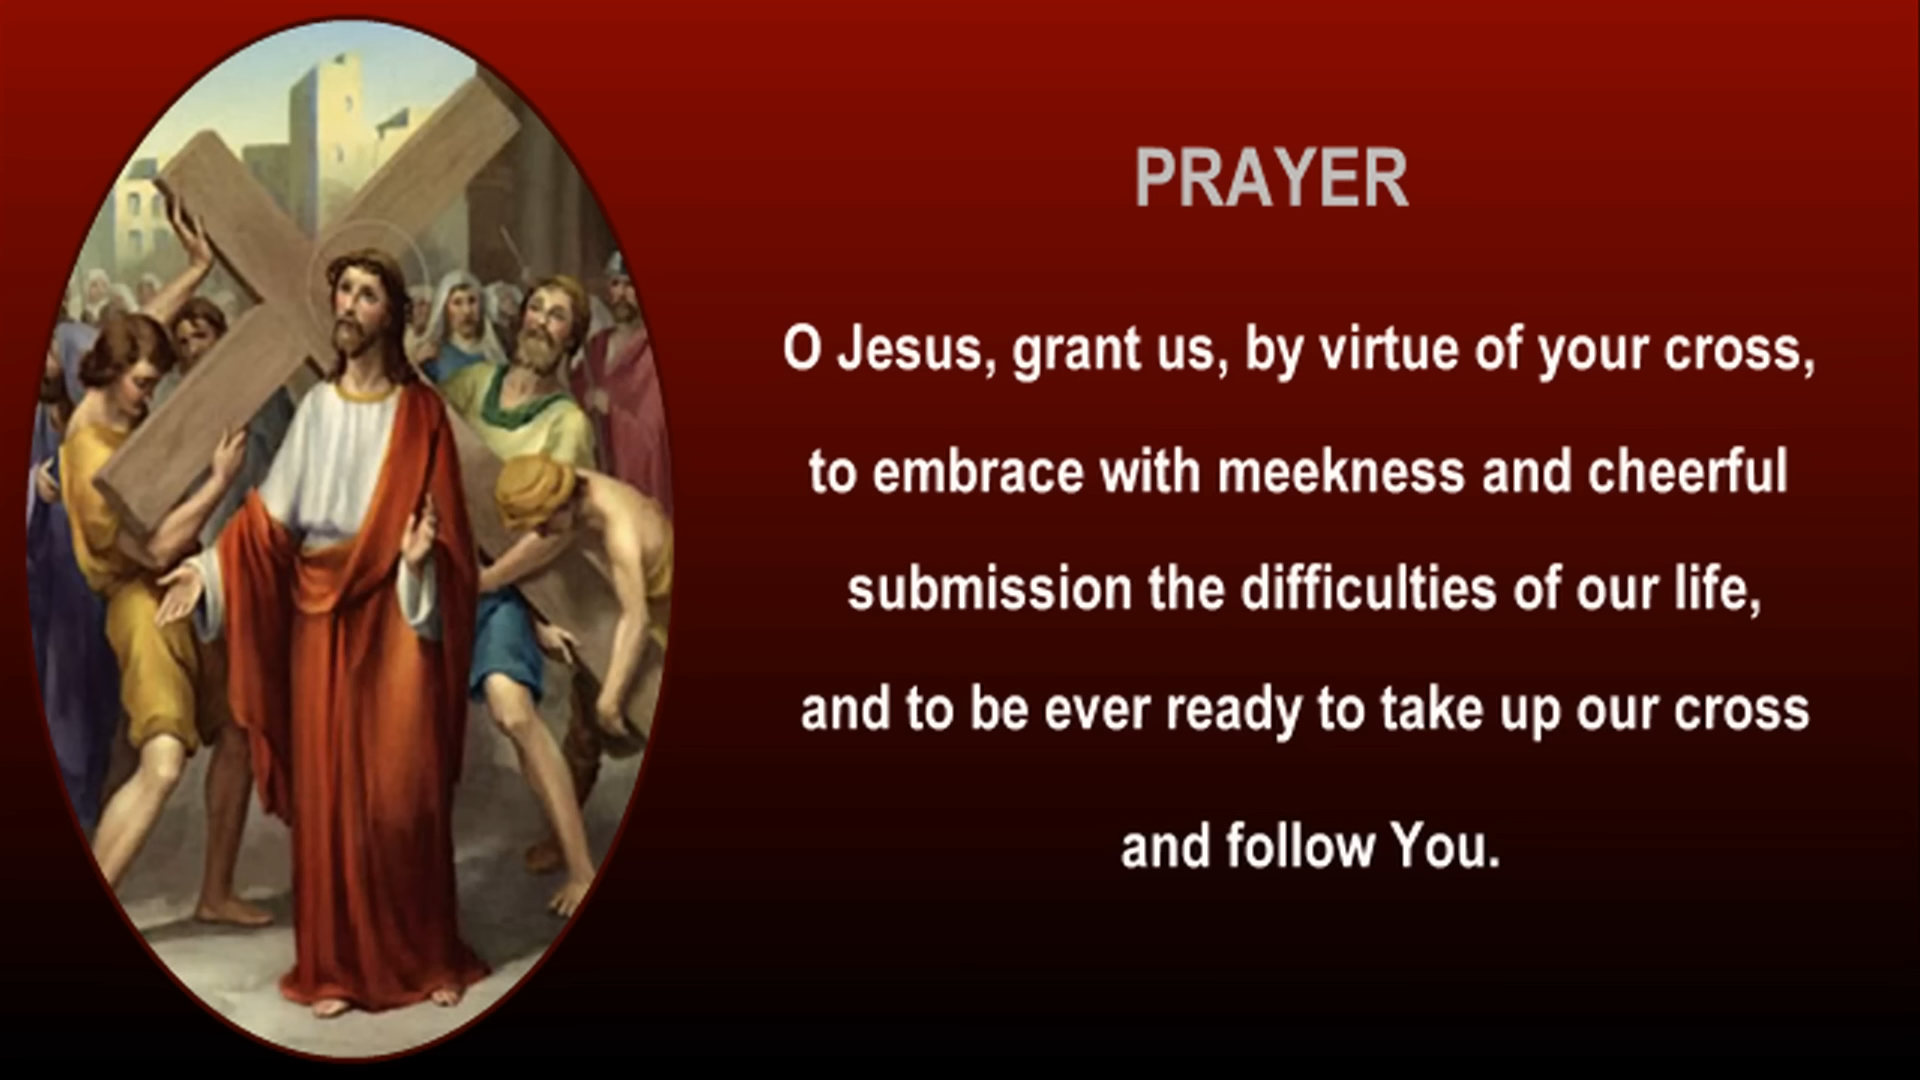 PRAYER
O Jesus, grant us, by virtue of your cross,
to embrace with meekness and cheerful
submission the difficulties of our life,
and to be ever ready to take up our cross
and follow You.